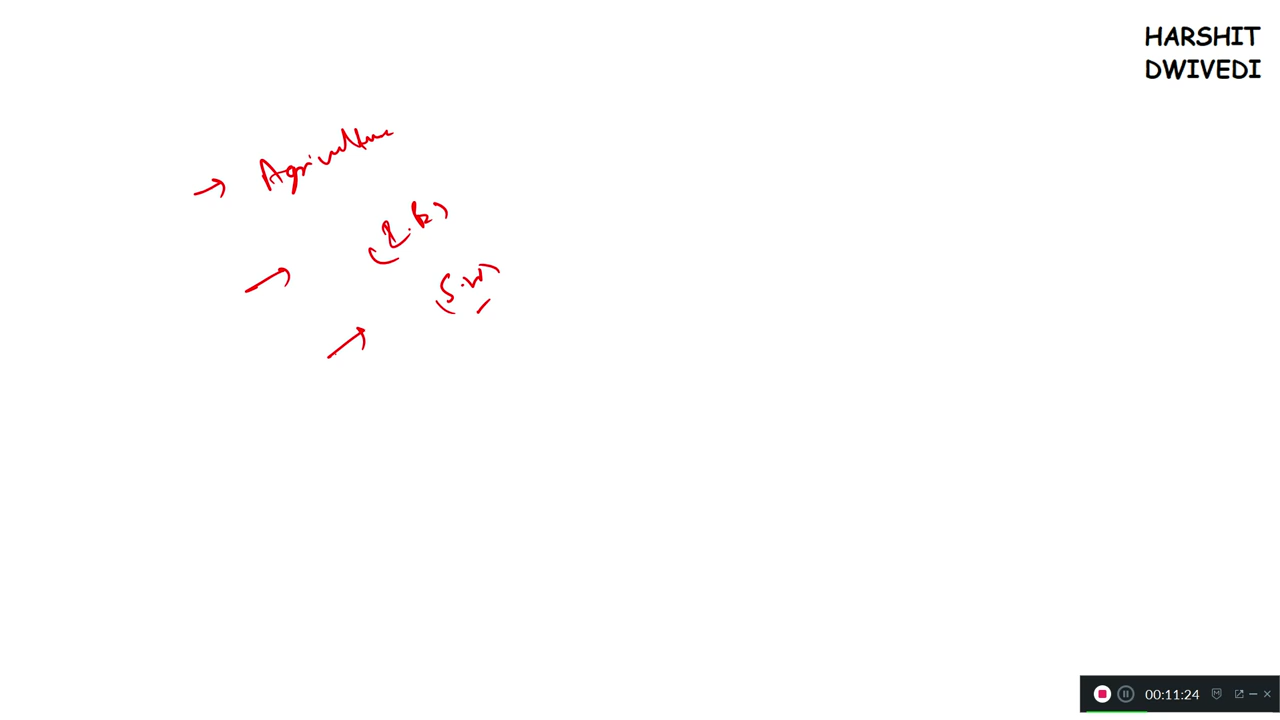 HARSHIT
DWIVEDI
→ Agriculture
→ (R.R)
→ (S.W)
00:11:24